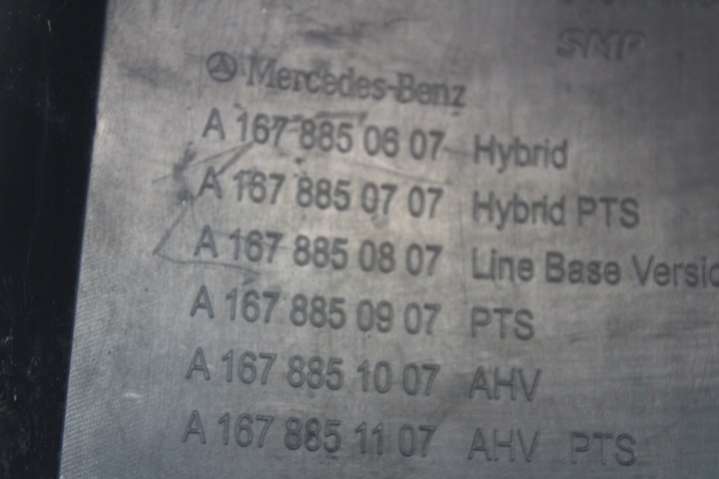 SMP
Mercedes-Benz
A 167 885 06 07 Hybrid
A 167 885 07 07 Hybrid PTS
A 167 885 08 07 Line Base Versio
A 167 885 09 07 PTS
A 167 885 10 07 AHV
A 167 885 11 07 AHV PTS